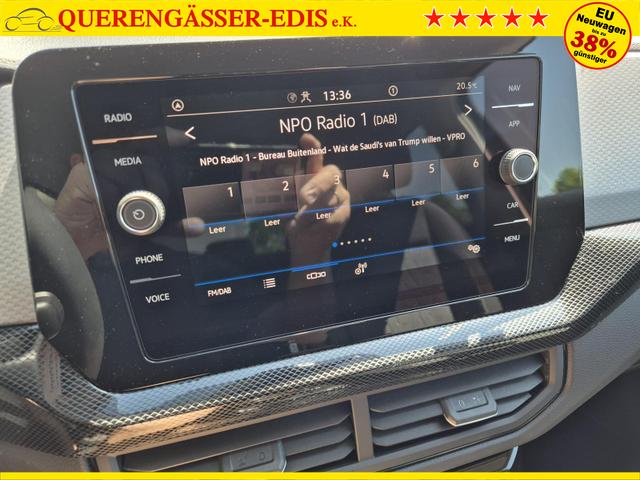 QUERENGÄSSER-EDIS e.K.
EU
Neuwagen
bis zu
38%
günstiger
13:36
1
20.5°C
RADIO
MEDIA
PHONE
VOICE
< NPO Radio 1 (DAB) >
NPO Radio 1 - Bureau Buitenland - Wat de Saudi's van Trump willen - VPRO
1 2 3 4 5 6
Leer Leer Leer Leer Leer Leer
FM/DAB
NAV
APP
CAR
MENU